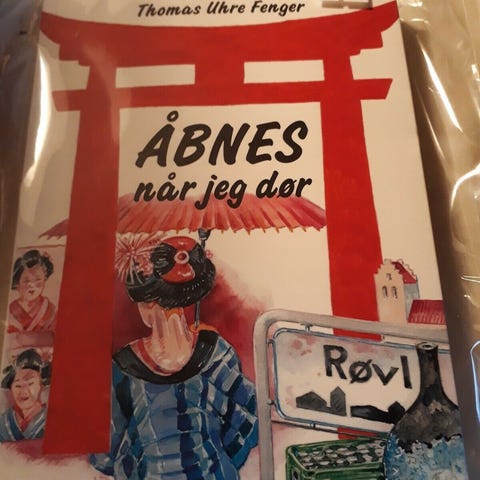 Thomas Uhre Fenger
ÅBNES
når jeg dør
Røvl